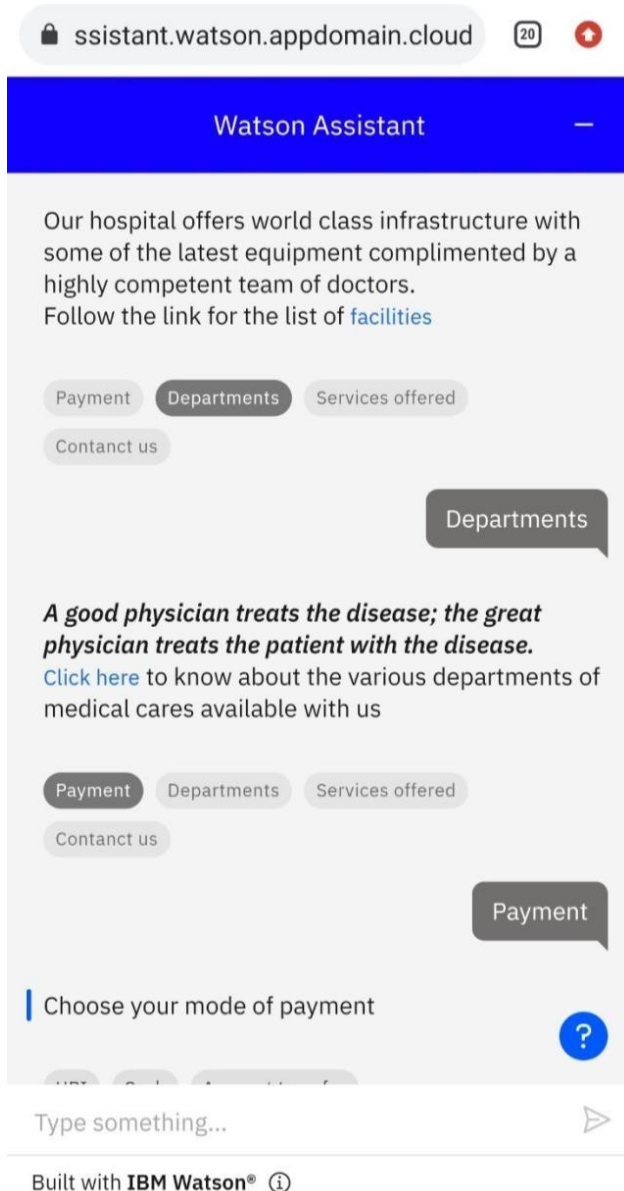 ssistant.watson.appdomain.cloud 20
Watson Assistant
Our hospital offers world class infrastructure with
some of the latest equipment complimented by a
highly competent team of doctors.
Follow the link for the list of facilities
Payment Departments Services offered
Contanct us
Departments
A good physician treats the disease; the great
physician treats the patient with the disease.
Click here to know about the various departments of
medical cares available with us
Payment Departments Services offered
Contanct us
Payment
Choose your mode of payment
?
Type something...
Built with IBM Watson®